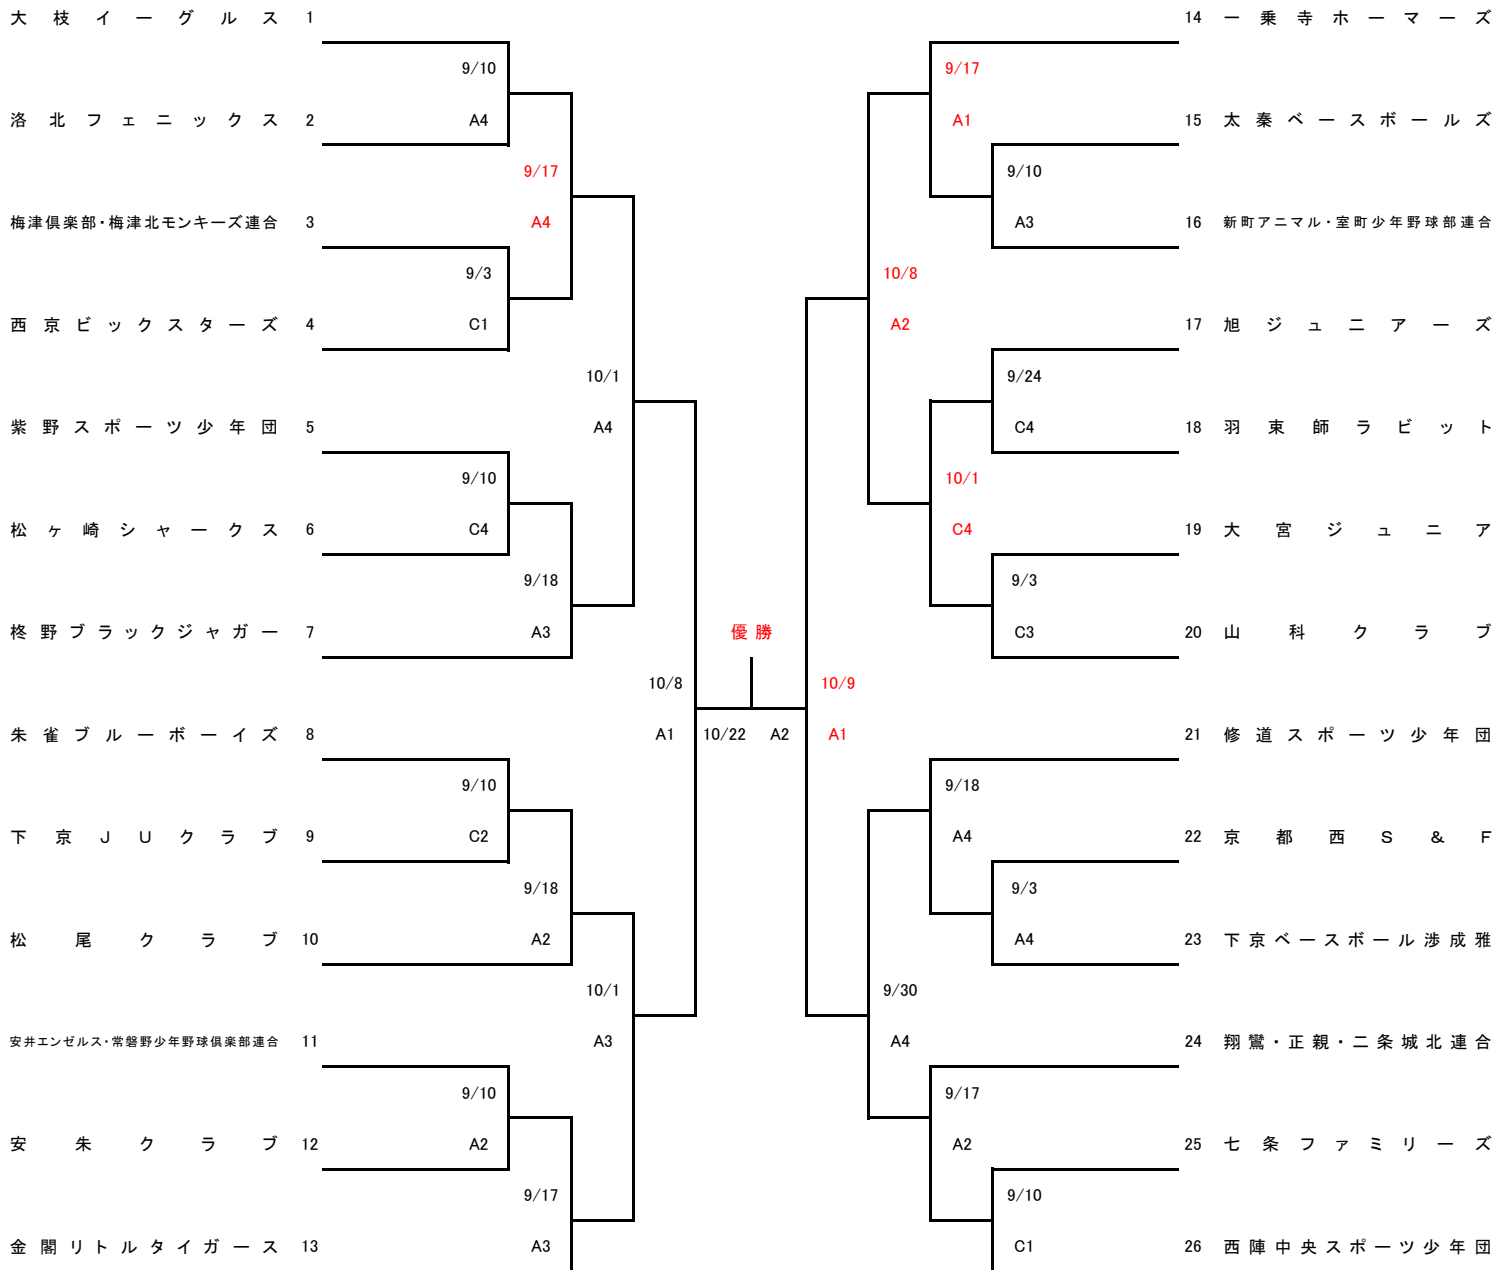 大枝イーグルス 1
9/10
洛北フェニックス 2
A4
9/17
梅津倶楽部・梅津北モンキーズ連合 3
A4
9/3
西京ビックスターズ 4
C1
10/1
紫野スポーツ少年団 5
A4
9/10
松ヶ崎シャークス 6
C4
9/18
柊野ブラックジャガー 7
A3
10/8
朱雀ブルーボーイズ 8
A1
9/10
下京JUクラブ 9
C2
9/18
松尾クラブ 10
A2
10/1
安井エンゼルス・常磐野少年野球倶楽部連合 11
A3
9/10
安朱クラブ 12
A2
9/17
金閣リトルタイガース 13
A3
優勝
10/22 A2
14 一乗寺ホーマーズ
9/17
15 太秦ベースボールズ
A1
9/10
16 新町アニマル・室町少年野球部連合
A3
10/8
17 旭ジュニアーズ
A2
9/24
18 羽束師ラビット
C4
10/1
19 大宮ジュニア
C4
9/3
20 山科クラブ
C3
10/9
21 修道スポーツ少年団
A1
9/18
22 京都西S&F
A4
9/3
23 下京ベースボール渉成雅
A4
9/30
24 翔鸞・正親・二条城北連合
A4
9/17
25 七条ファミリーズ
A2
9/10
26 西陣中央スポーツ少年団
C1